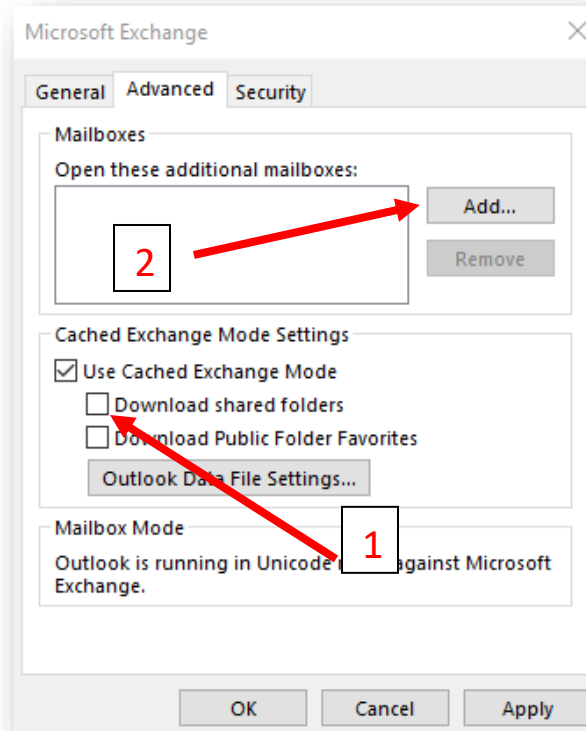 Microsoft Exchange
General Advanced Security
Mailboxes
Open these additional mailboxes:
Add...
2
Remove
Cached Exchange Mode Settings
Use Cached Exchange Mode
Download shared folders
Download Public Folder Favorites
Outlook Data File Settings...
Mailbox Mode
1
Outlook is running in Unicode against Microsoft
Exchange.
OK Cancel Apply